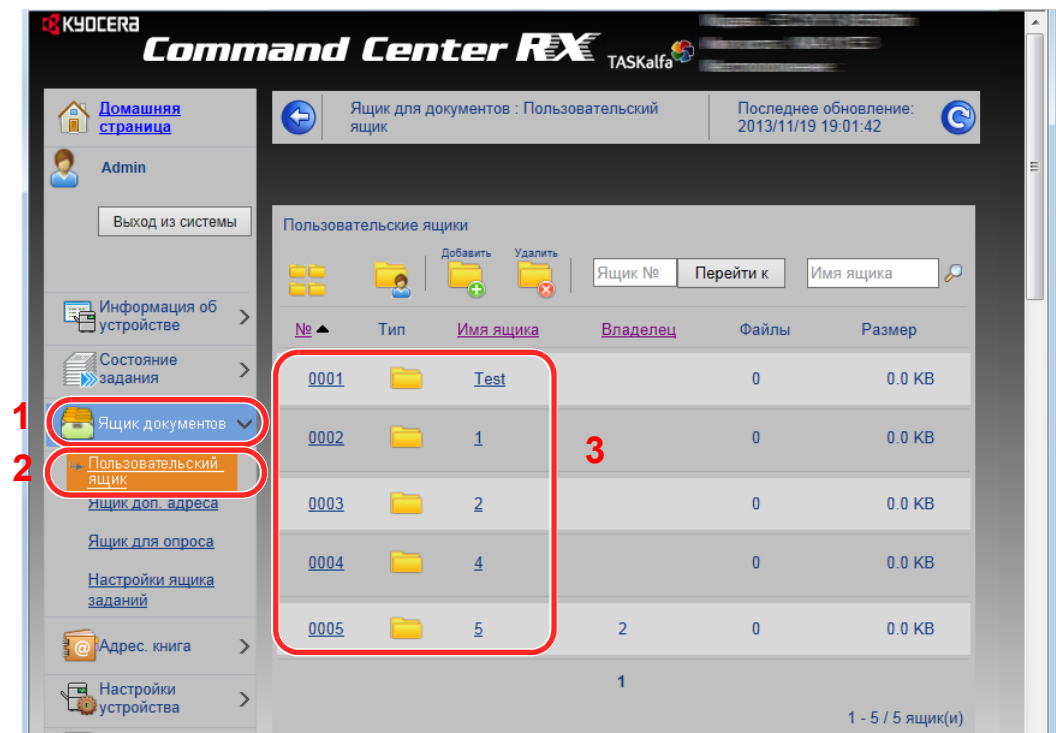 KYOCERA
Command Center RX TASKalfa
Домашняя
страница
Ящик для документов : Пользовательский
ящик
Последнее обновление:
2013/11/19 19:01:42
Admin
Выход из системы
Пользовательские ящики
Добавить Удалить
Ящик № Перейти к Имя ящика
Информация об
устройстве
Состояние
задания
1 Ящик документов
2 Пользовательский
ящик
Ящик доп. адреса
Ящик для опроса
Настройки ящика
заданий
Адрес. книга
Настройки
устройства
№ Тип Имя ящика Владелец Файлы Размер
0001 Test 0 0.0 KB
0002 1 0 0.0 KB
3
0003 2 0 0.0 KB
0004 4 0 0.0 KB
0005 5 2 0 0.0 KB
1
1 - 5 / 5 ящик(и)